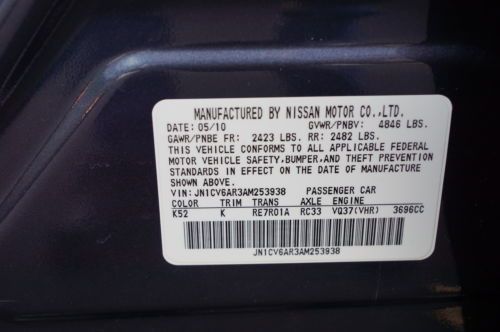 MANUFACTURED BY NISSAN MOTOR CO.,LTD.
DATE: 05/10 GVWR/PNBV: 4846 LBS.
GAWR/PNBE FR: 2423 LBS. RR: 2482 LBS.
THIS VEHICLE CONFORMS TO ALL APPLICABLE FEDERAL
MOTOR VEHICLE SAFETY,BUMPER,AND THEFT PREVENTION
STANDARDS IN EFFECT ON THE DATE OF MANUFACTURE
SHOWN ABOVE.
VIN: JN1CV6AR3AM253938 PASSENGER CAR
COLOR TRIM TRANS AXLE ENGINE
K52 K RE7R01A RC33 VQ37(VHR) 3696CC
JN1CV6AR3AM253938